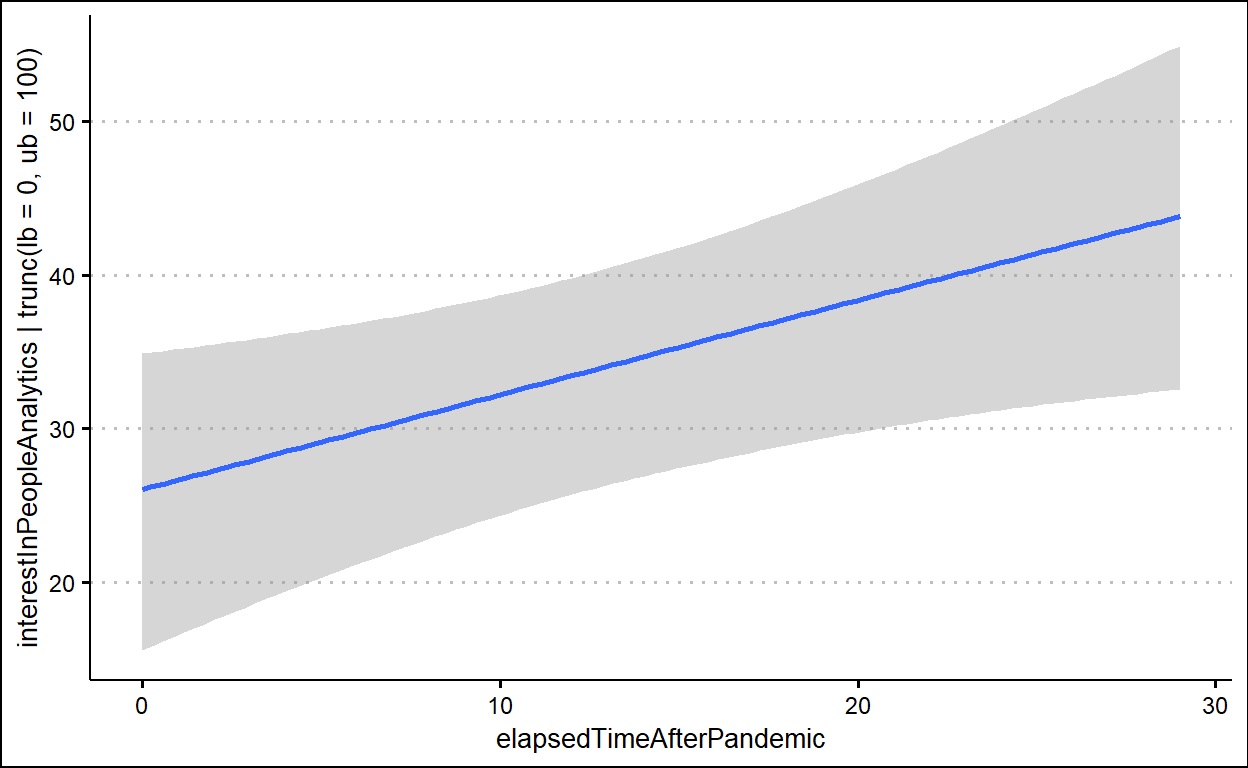 interestInPeopleAnalytics | trunc(lb = 0, ub = 100)
50
40
30
20
0 10 20 30
elapsedTimeAfterPandemic